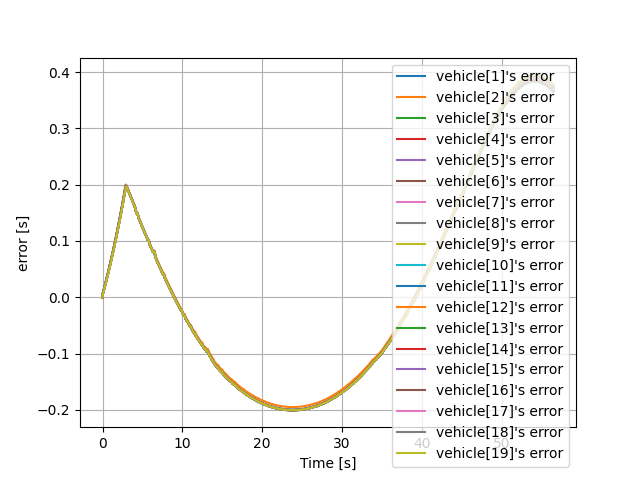 0.4
0.3
0.2
0.1
0.0
−0.1
−0.2
error [s]
0
10
20
30
40
50
Time [s]
vehicle[1]'s error
vehicle[2]'s error
vehicle[3]'s error
vehicle[4]'s error
vehicle[5]'s error
vehicle[6]'s error
vehicle[7]'s error
vehicle[8]'s error
vehicle[9]'s error
vehicle[10]'s error
vehicle[11]'s error
vehicle[12]'s error
vehicle[13]'s error
vehicle[14]'s error
vehicle[15]'s error
vehicle[16]'s error
vehicle[17]'s error
vehicle[18]'s error
vehicle[19]'s error